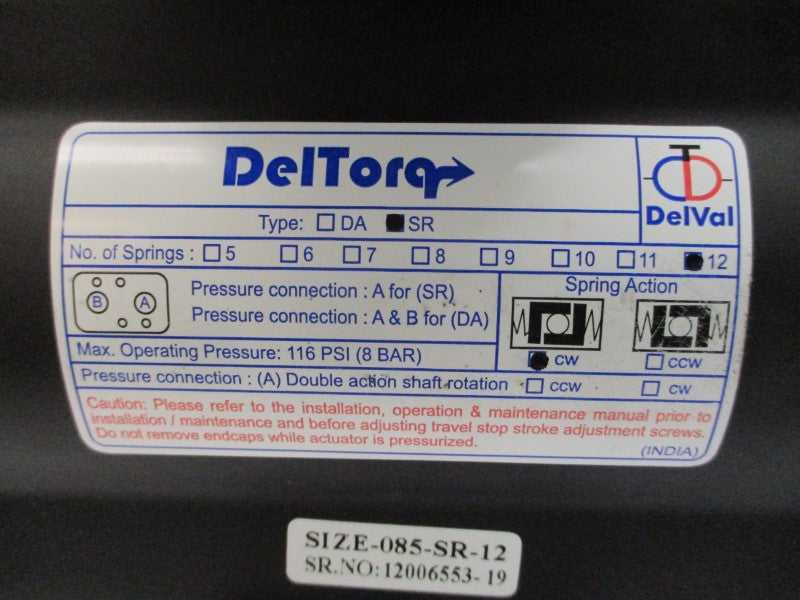 DelTorq
DelVal
Type: DA SR
No. of Springs : 5 6 7 8 9 10 11 12
B A
Pressure connection : A for (SR)
Pressure connection : A & B for (DA)
Spring Action
CW CCW
Max. Operating Pressure: 116 PSI (8 BAR)
Pressure connection : (A) Double action shaft rotation CCW CW
Caution: Please refer to the installation, operation & maintenance manual prior to
installation / maintenance and before adjusting travel stop stroke adjustment screws.
Do not remove endcaps while actuator is pressurized.
(INDIA)
SIZE-085-SR-12
SR.NO:12006553-19